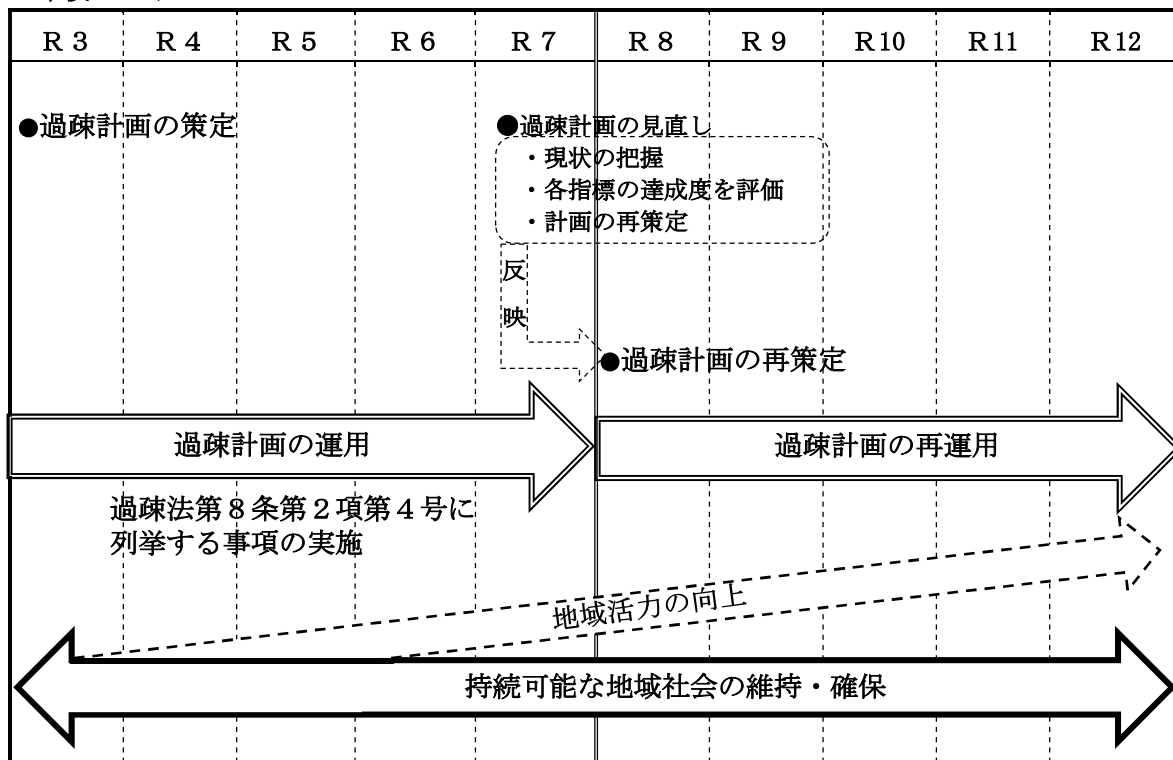 Ｒ３ Ｒ４ Ｒ５ Ｒ６ Ｒ７ Ｒ８ Ｒ９ Ｒ10 Ｒ11 Ｒ12
●過疎計画の策定
●過疎計画の見直し
・現状の把握
・各指標の達成度を評価
・計画の再策定
反映
●過疎計画の再策定
過疎計画の運用
過疎計画の再運用
過疎法第８条第２項第４号に
列挙する事項の実施
地域活力の向上
持続可能な地域社会の維持・確保